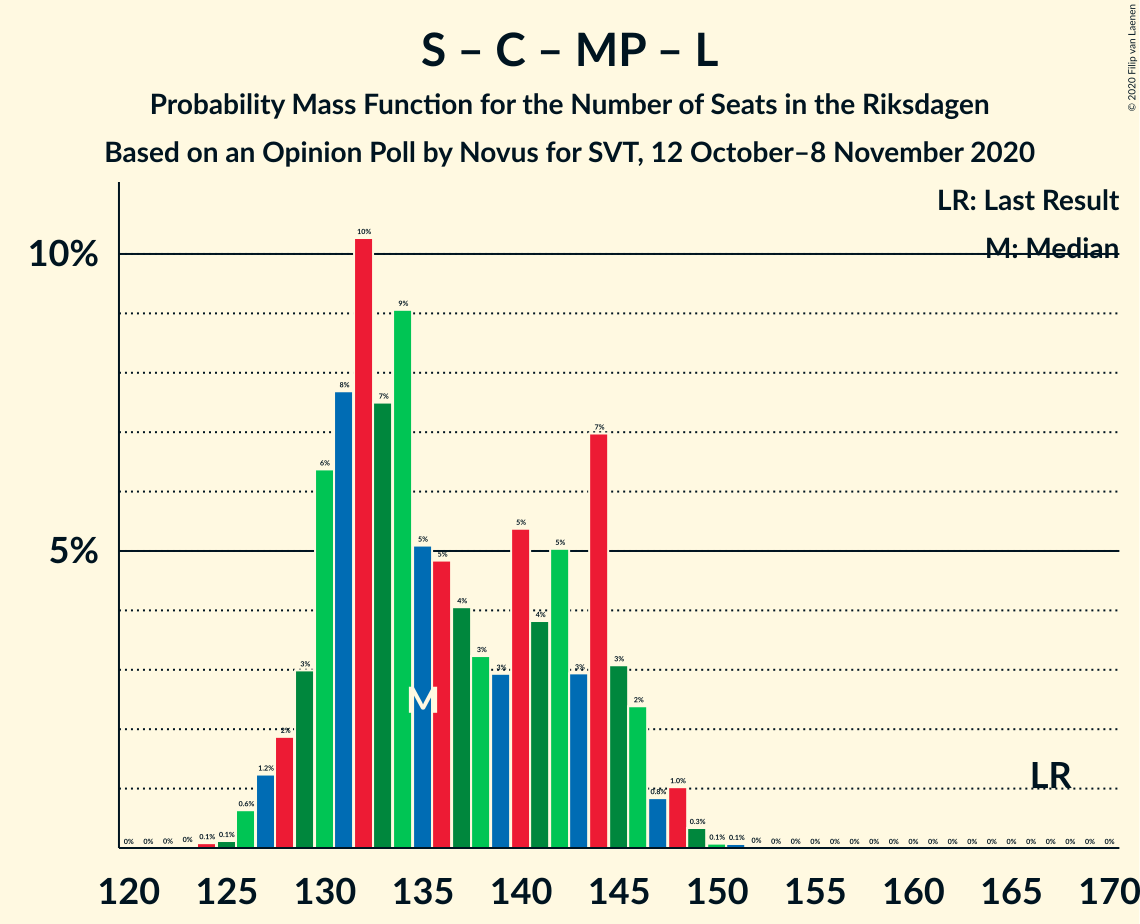 S – C – MP – L
Probability Mass Function for the Number of Seats in the Riksdagen
Based on an Opinion Poll by Novus for SVT, 12 October–8 November 2020
© 2020 Filip van Laenen
LR: Last Result
M: Median
10%
5%
0% 0% 0% 0% 0.1% 0.1% 0.6% 1.2% 2% 3% 6% 8% 10% 7% 9% 5% 5% 4% 3% 3% 5% 4% 5% 3% 7% 3% 2% 0.8% 1.0% 0.3% 0.1% 0.1% 0% 0% 0% 0% 0% 0% 0% 0% 0% 0% 0% 0% 0% 0% 0% 0% 0% 0% 0%
M
LR
120 125 130 135 140 145 150 155 160 165 170